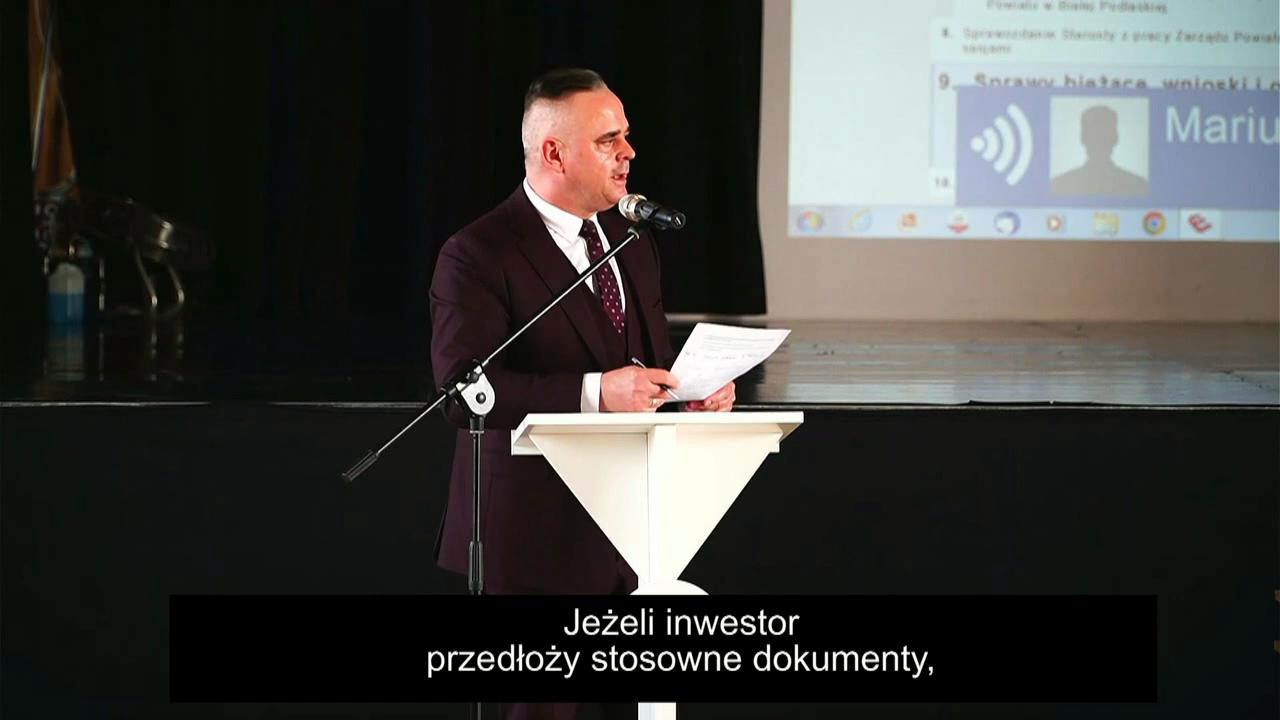 Powiatu w Białej Podlaskiej
8. Sprawozdanie Starosty z pracy Zarządu Powiatu
sesjami
9. Sprawy bieżące, wnioski i
Mariu
10.
Jeżeli inwestor
przedłoży stosowne dokumenty,